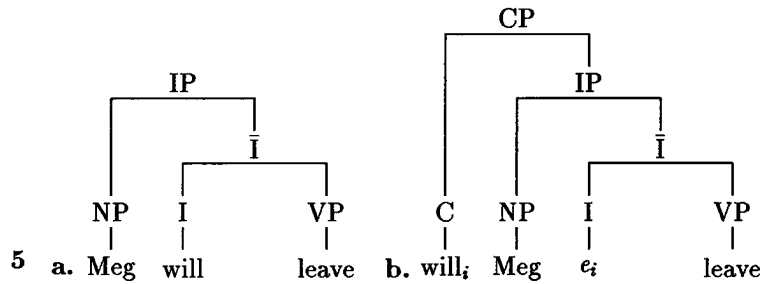 CP
IP IP
Ī Ī
NP I VP C NP I VP
5 a. Meg will leave b. willᵢ Meg eᵢ leave